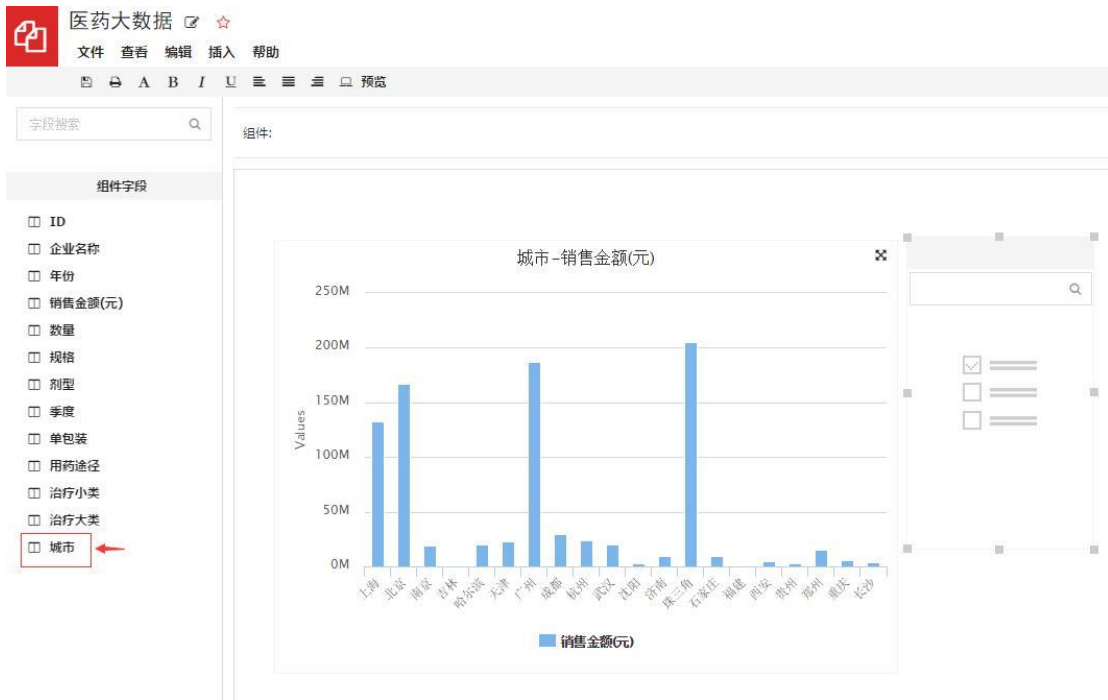 医药大数据
文件 查看 编辑 插入 帮助
A B I U 预览
字段搜索
组件:
组件字段
ID
企业名称
年份
销售金额(元)
数量
规格
剂型
季度
单包装
用药途径
治疗小类
治疗大类
城市
城市-销售金额(元)
250M
200M
150M
100M
50M
0M
Values
上海 北京 南京 吉林 哈尔滨 天津 广州 成都 杭州 武汉 沈阳 济南 珠三角 石家庄 福建 西安 贵州 郑州 重庆 长沙
销售金额(元)